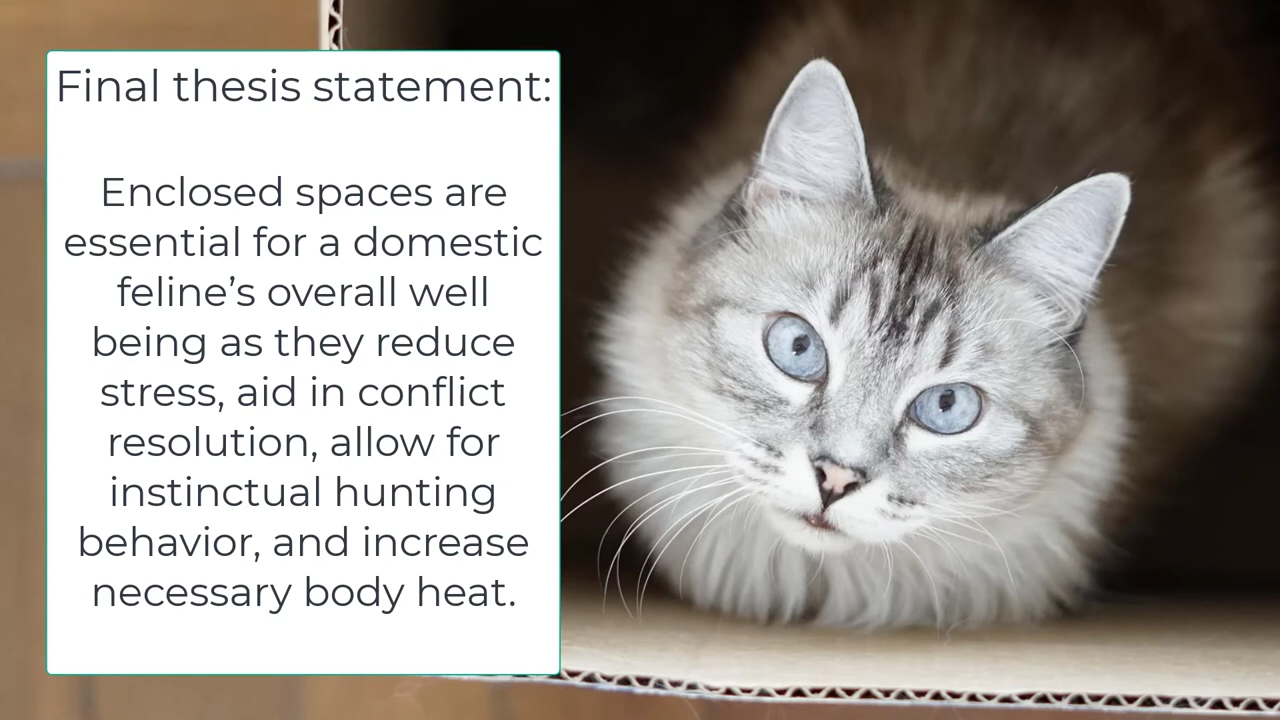 Final thesis statement:
Enclosed spaces are
essential for a domestic
feline’s overall well
being as they reduce
stress, aid in conflict
resolution, allow for
instinctual hunting
behavior, and increase
necessary body heat.